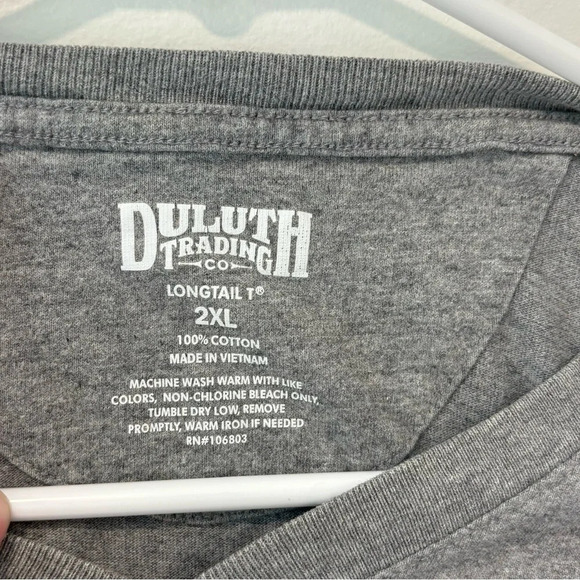 DULUTH
TRADING
CO
LONGTAIL T®
2XL
100% COTTON
MADE IN VIETNAM
MACHINE WASH WARM WITH LIKE
COLORS, NON-CHLORINE BLEACH ONLY,
TUMBLE DRY LOW, REMOVE
PROMPTLY, WARM IRON IF NEEDED
RN#106803